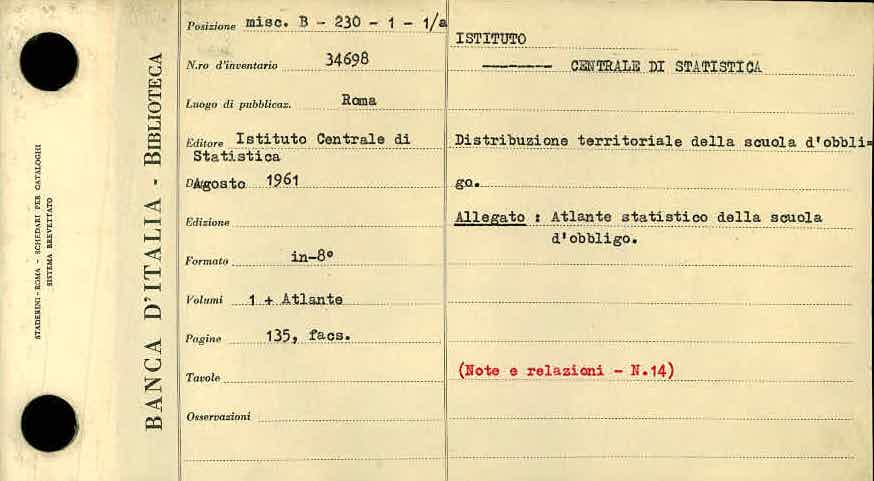 STADERINI - ROMA - SCHEDARI PER CATALOGHI
SISTEMA BREVETTATO
BANCA D'ITALIA - BIBLIOTECA
Posizione misc. B - 230 - 1 - 1/a
N.ro d'inventario 34698
Luogo di pubblicaz. Roma
Editore Istituto Centrale di
Statistica
Agosto 1961
Edizione
Formato in-8°
Volumi 1 + Atlante
Pagine 135, facs.
Tavole
Osservazioni
ISTITUTO
------- CENTRALE DI STATISTICA
Distribuzione territoriale della scuola d'obbli=
go.
Allegato : Atlante statistico della scuola
d'obbligo.
(Note e relazioni - N.14)